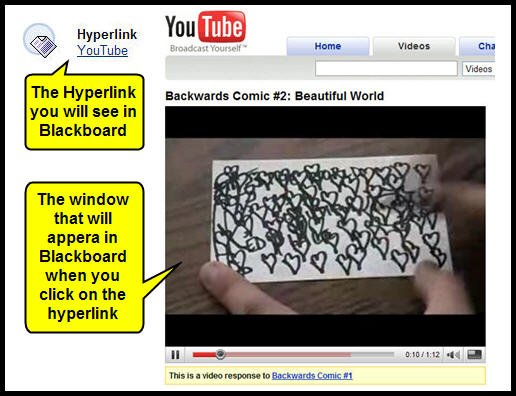 Hyperlink
YouTube
The Hyperlink
you will see in
Blackboard
The window
that will
appera in
Blackboard
when you
click on the
hyperlink
YouTube
Broadcast Yourself™
Home
Videos
Cha
Videos
Backwards Comic #2: Beautiful World
0:10 / 1:12
This is a video response to Backwards Comic #1